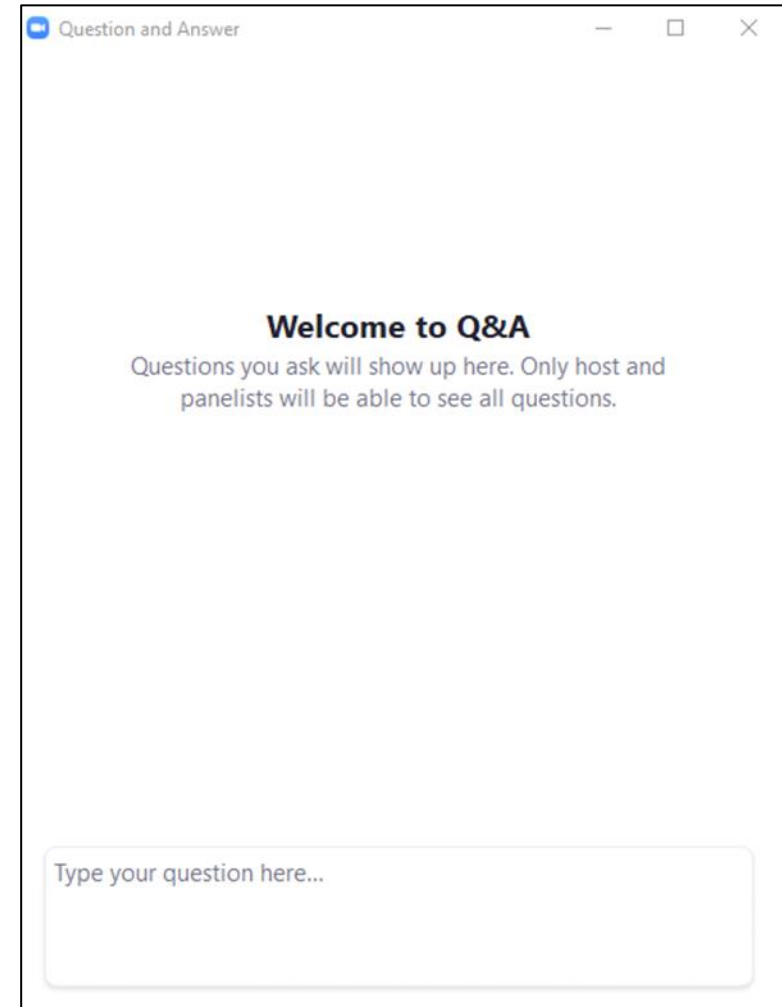 Question and Answer
Welcome to Q&A
Questions you ask will show up here. Only host and
panelists will be able to see all questions.
Type your question here...